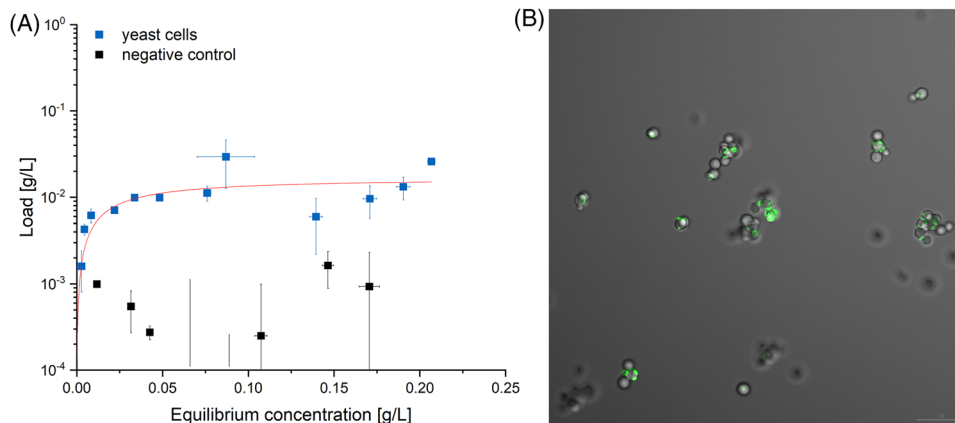 (A)
yeast cells
negative control
10⁰
10⁻¹
10⁻²
10⁻³
10⁻⁴
Load [g/L]
0.00 0.05 0.10 0.15 0.20 0.25
Equilibrium concentration [g/L]
(B)